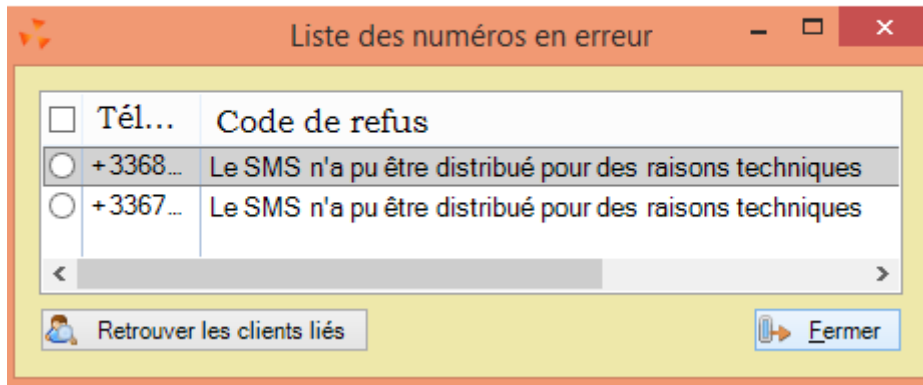 Liste des numéros en erreur
Tél... Code de refus
+3368... Le SMS n'a pu être distribué pour des raisons techniques
+3367... Le SMS n'a pu être distribué pour des raisons techniques
Retrouver les clients liés Fermer